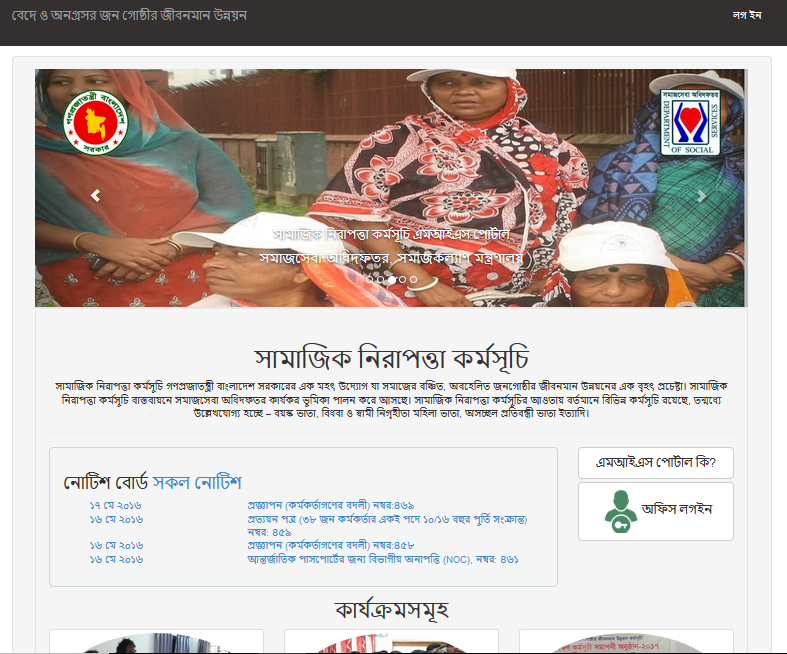 বেদে ও অনগ্রসর জন গোষ্ঠীর জীবনমান উন্নয়ন
লগ ইন
গণপ্রজাতন্ত্রী বাংলাদেশ
সরকার
সমাজসেবা অধিদফতর
DEPARTMENT
OF SOCIAL
SERVICES
সামাজিক নিরাপত্তা কর্মসূচি এমআইএস পোর্টাল
সমাজসেবা অধিদফতর, সমাজকল্যাণ মন্ত্রণালয়
সামাজিক নিরাপত্তা কর্মসূচি
সামাজিক নিরাপত্তা কর্মসূচি গণপ্রজাতন্ত্রী বাংলাদেশ সরকারের এক মহৎ উদ্যোগ যা সমাজের বঞ্চিত, অবহেলিত জনগোষ্ঠীর জীবনমান উন্নয়নের এক বৃহৎ প্রচেষ্টা। সামাজিক
নিরাপত্তা কর্মসূচি বাস্তবায়নে সমাজসেবা অধিদফতর কার্যকর ভূমিকা পালন করে আসছে। সামাজিক নিরাপত্তা কর্মসূচির আওতায় বর্তমানে বিভিন্ন কর্মসূচি রয়েছে, তন্মধ্যে
উল্লেখযোগ্য হচ্ছে – বয়স্ক ভাতা, বিধবা ও স্বামী নিগৃহীতা মহিলা ভাতা, অসচ্ছল প্রতিবন্ধী ভাতা ইত্যাদি।
নোটিশ বোর্ড সকল নোটিশ
১৭ মে ২০১৬ প্রজ্ঞাপন (কর্মকর্তাগণের বদলী) নম্বর:৪৬৯
১৬ মে ২০১৬ প্রত্যয়ন পত্র (৩৮ জন কর্মকর্তার একই পদে ১০/১৬ বছর পূর্তি সংক্রান্ত)
নম্বর: ৪৫৯
১৬ মে ২০১৬ প্রজ্ঞাপন (কর্মকর্তাগণের বদলী) নম্বর:৪৫৮
১৬ মে ২০১৬ আন্তর্জাতিক পাসপোর্টের জন্য বিভাগীয় অনাপত্তি (NOC), নম্বর: ৪৬১
এমআইএস পোর্টাল কি?
অফিস লগইন
কার্যক্রমসমূহ